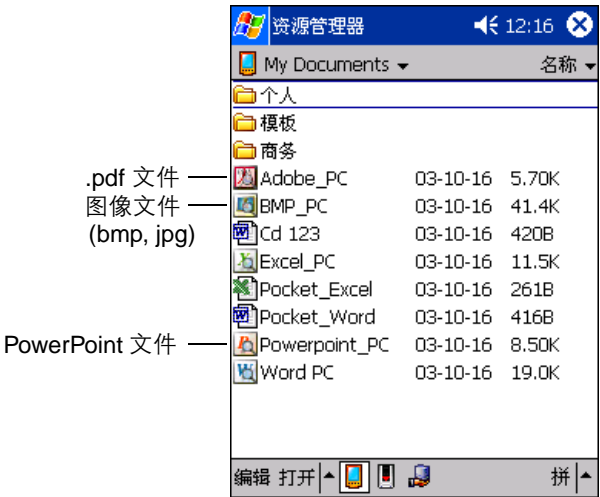 资源管理器 12:16
My Documents 名称
个人
模板
商务
.pdf 文件 Adobe_PC 03-10-16 5.70K
图像文件 BMP_PC 03-10-16 41.4K
(bmp, jpg) Cd 123 03-10-16 420B
Excel_PC 03-10-16 11.5K
Pocket_Excel 03-10-16 261B
Pocket_Word 03-10-16 416B
PowerPoint 文件 Powerpoint_PC 03-10-16 8.50K
Word PC 03-10-16 19.0K
编辑 打开 拼